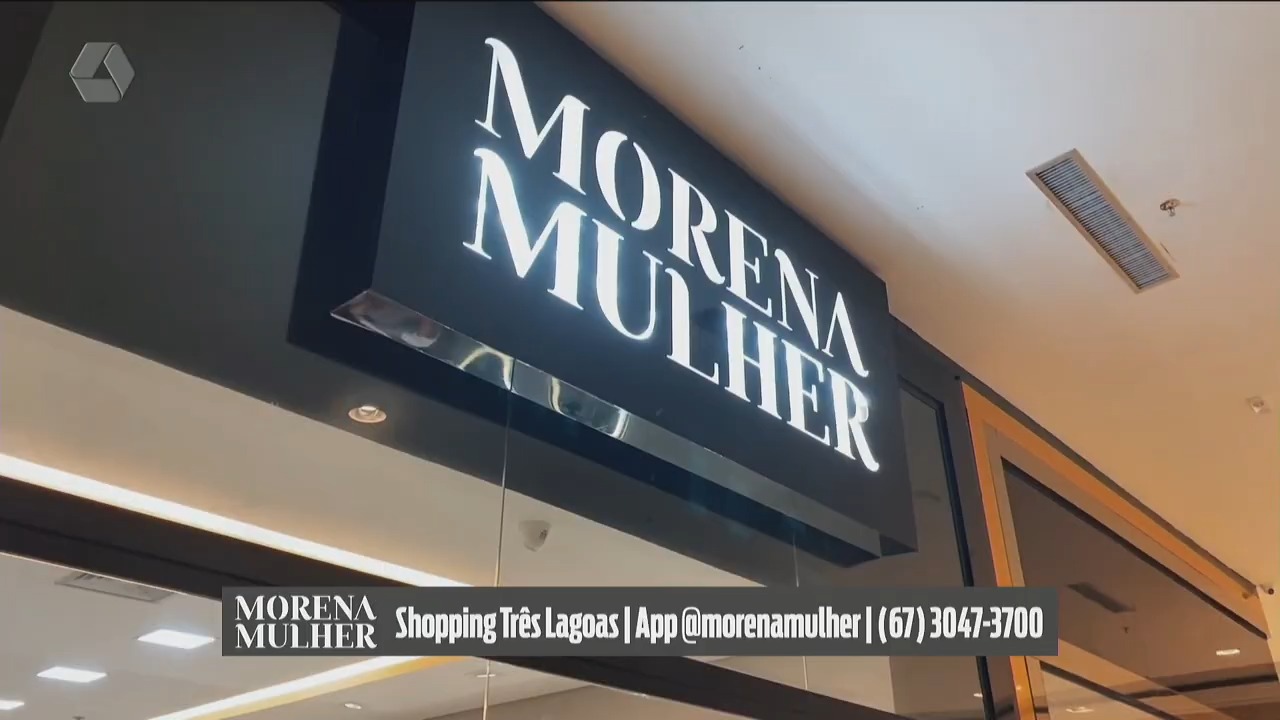 MORENA
MULHER
MORENA
MULHER
Shopping Três Lagoas | App @morenamulher | (67) 3047-3700